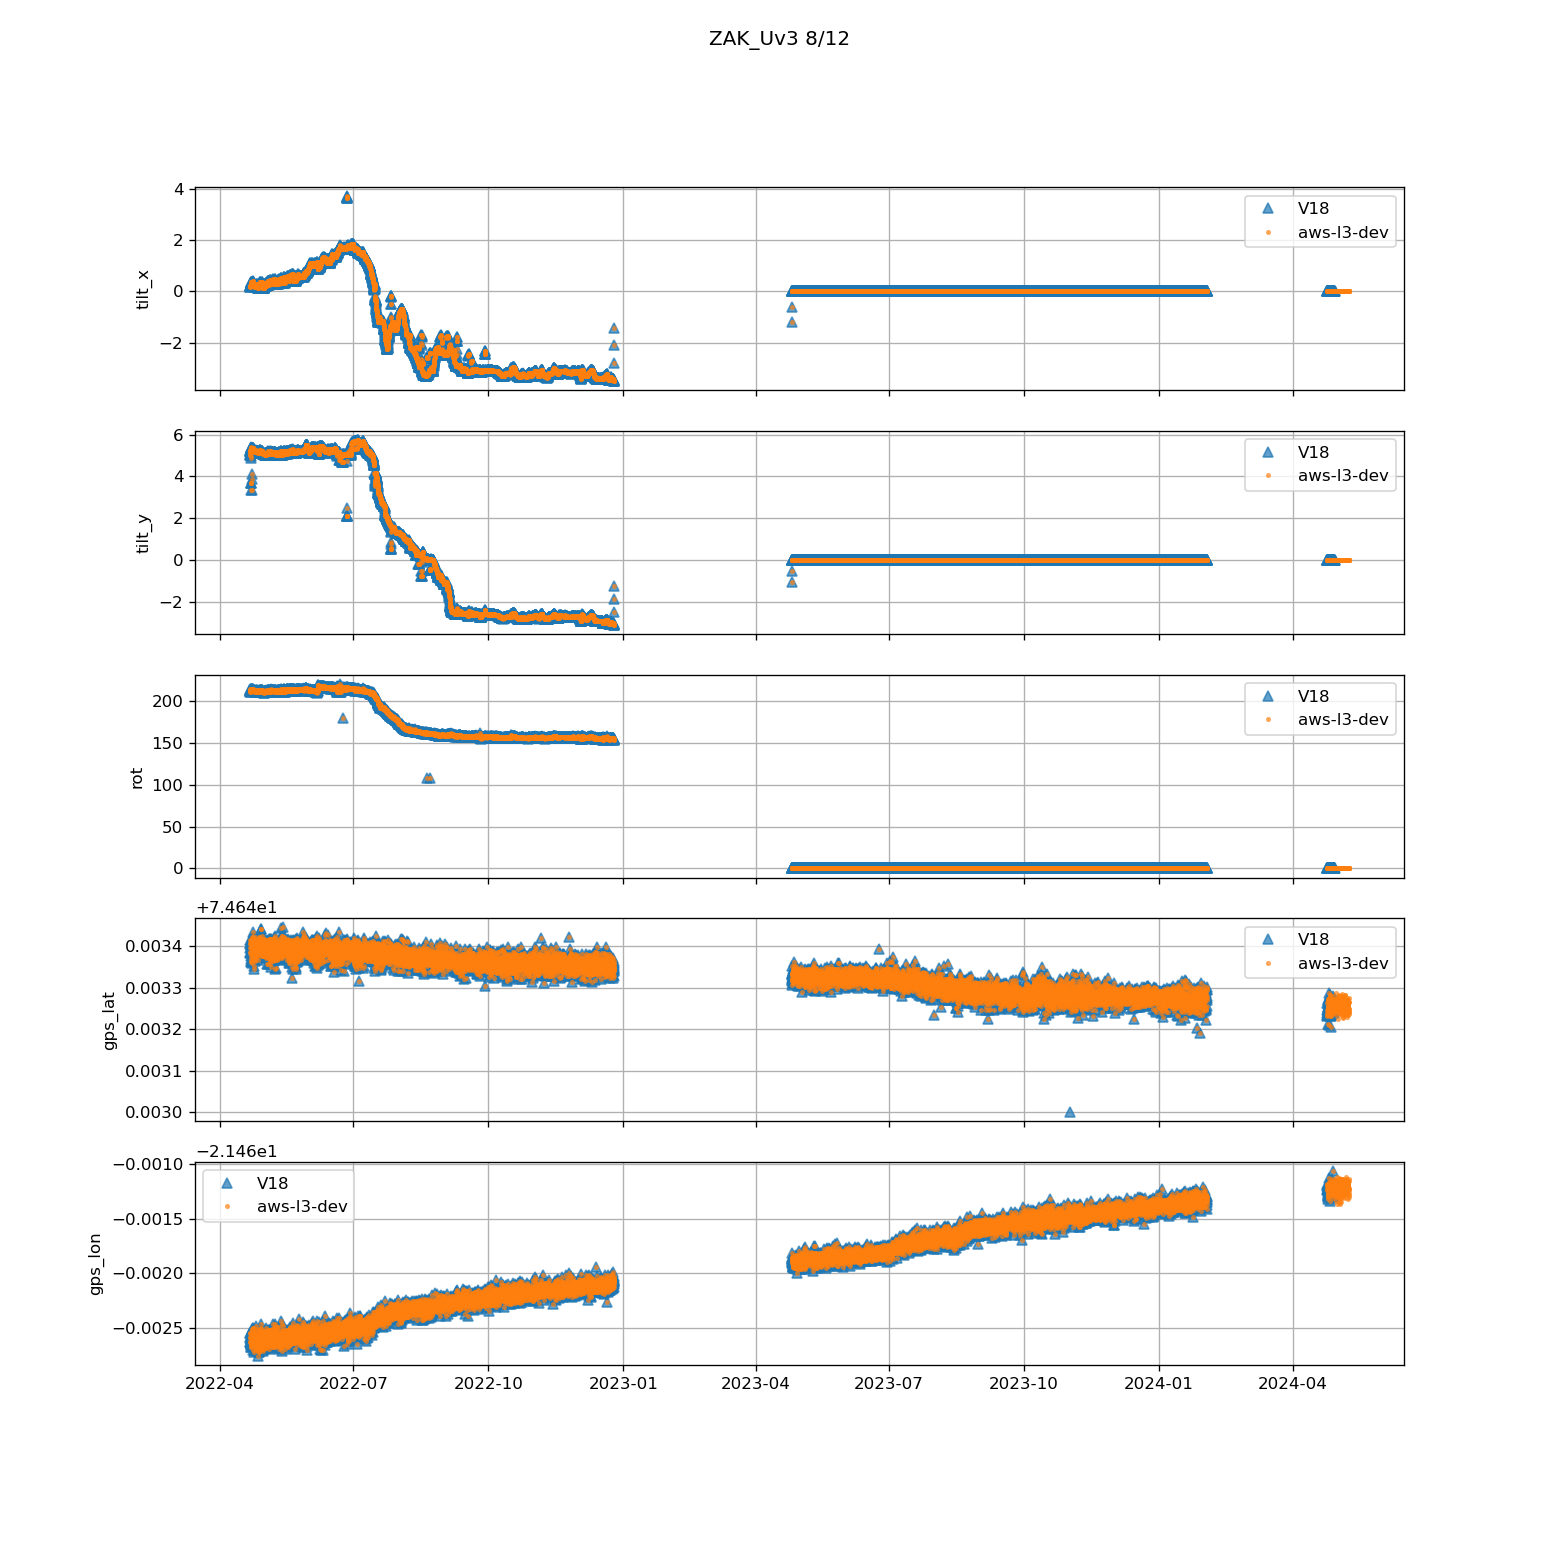 ZAK_Uv3 8/12
4
2
0
−2
tilt_x
V18
aws-l3-dev
6
4
2
0
−2
tilt_y
V18
aws-l3-dev
200
150
100
50
0
rot
V18
aws-l3-dev
+7.464e1
0.0034
0.0033
0.0032
0.0031
0.0030
gps_lat
V18
aws-l3-dev
−2.146e1
−0.0010
−0.0015
−0.0020
−0.0025
gps_lon
V18
aws-l3-dev
2022-04 2022-07 2022-10 2023-01 2023-04 2023-07 2023-10 2024-01 2024-04